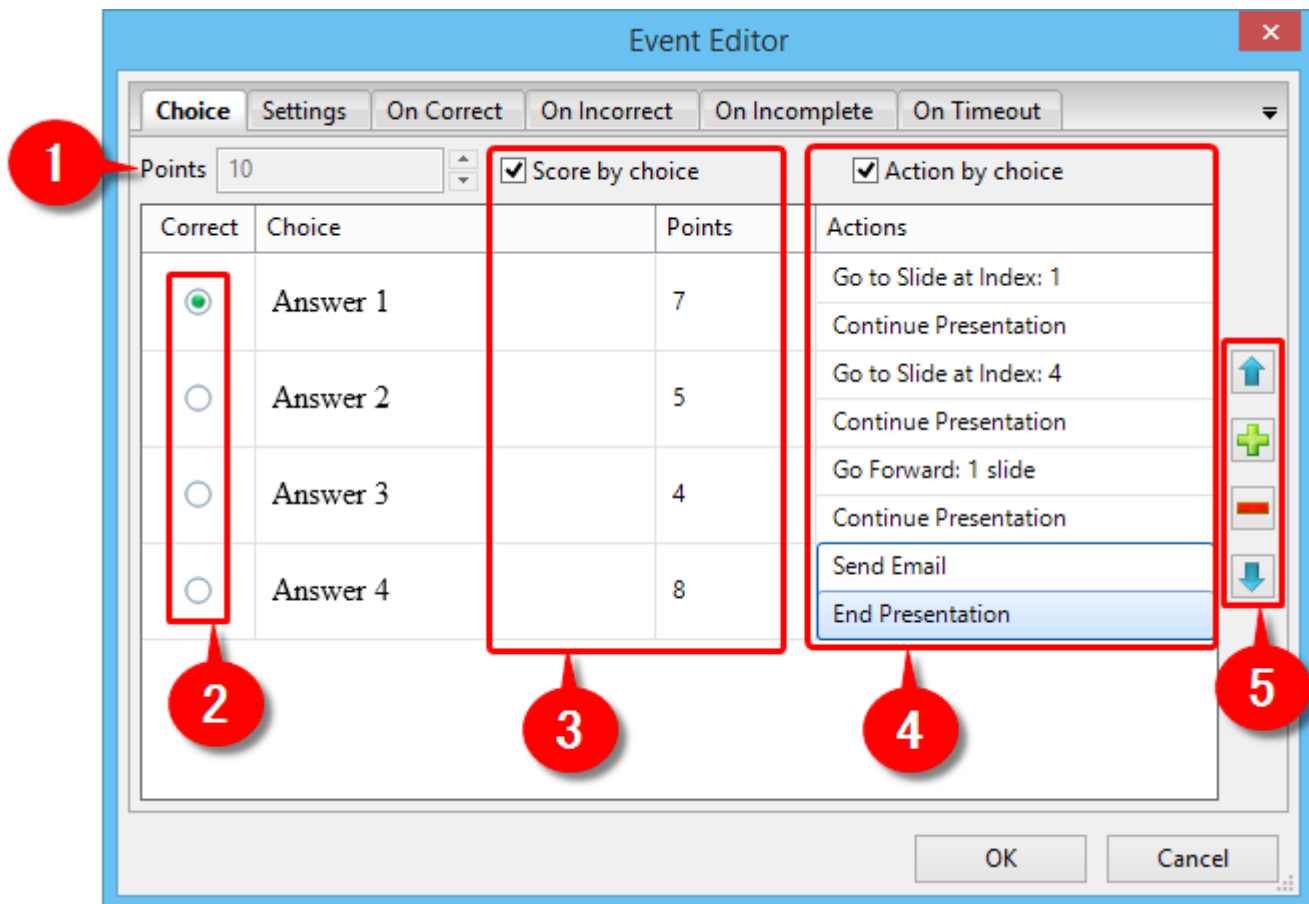 Event Editor
Choice Settings On Correct On Incorrect On Incomplete On Timeout
1 Points 10 Score by choice Action by choice
Correct Choice Points Actions
Answer 1 7 Go to Slide at Index: 1
Continue Presentation
Answer 2 5 Go to Slide at Index: 4
Continue Presentation
Answer 3 4 Go Forward: 1 slide
Continue Presentation
Answer 4 8 Send Email
End Presentation
2 3 4 5
OK Cancel